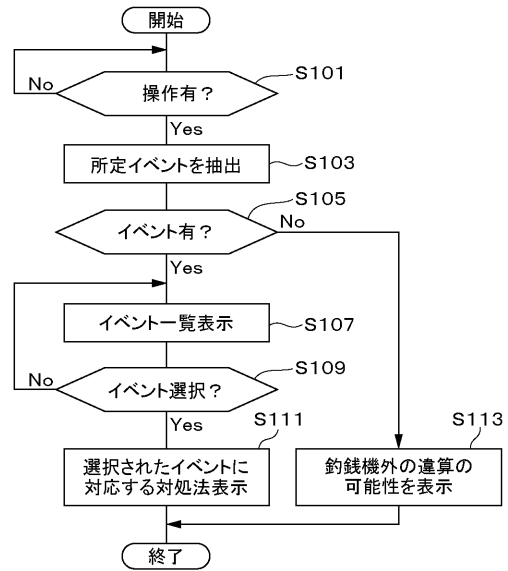 開始
No
操作有？
S101
Yes
所定イベントを抽出
S103
イベント有？
S105
No
Yes
イベント一覧表示
S107
No
イベント選択？
S109
Yes
S111
選択されたイベントに
対応する対処法表示
S113
釣銭機外の違算の
可能性を表示
終了